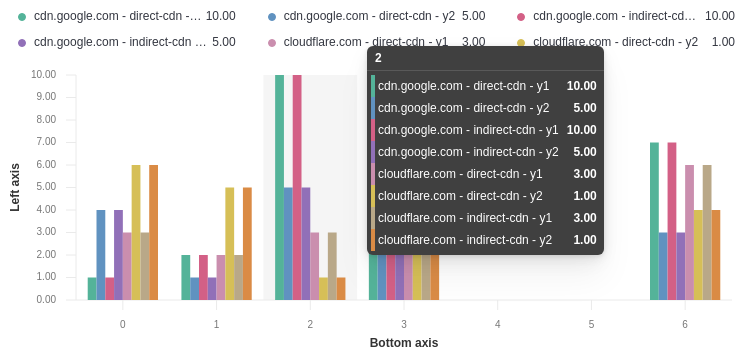 cdn.google.com - direct-cdn -... 10.00
cdn.google.com - direct-cdn - y2 5.00
cdn.google.com - indirect-cd... 10.00
cdn.google.com - indirect-cdn ... 5.00
cloudflare.com - direct-cdn - y1 3.00
cloudflare.com - direct-cdn - y2 1.00
2
cdn.google.com - direct-cdn - y1 10.00
cdn.google.com - direct-cdn - y2 5.00
cdn.google.com - indirect-cdn - y1 10.00
cdn.google.com - indirect-cdn - y2 5.00
cloudflare.com - direct-cdn - y1 3.00
cloudflare.com - direct-cdn - y2 1.00
cloudflare.com - indirect-cdn - y1 3.00
cloudflare.com - indirect-cdn - y2 1.00
Left axis
10.00
9.00
8.00
7.00
6.00
5.00
4.00
3.00
2.00
1.00
0.00
0 1 2 3 4 5 6
Bottom axis